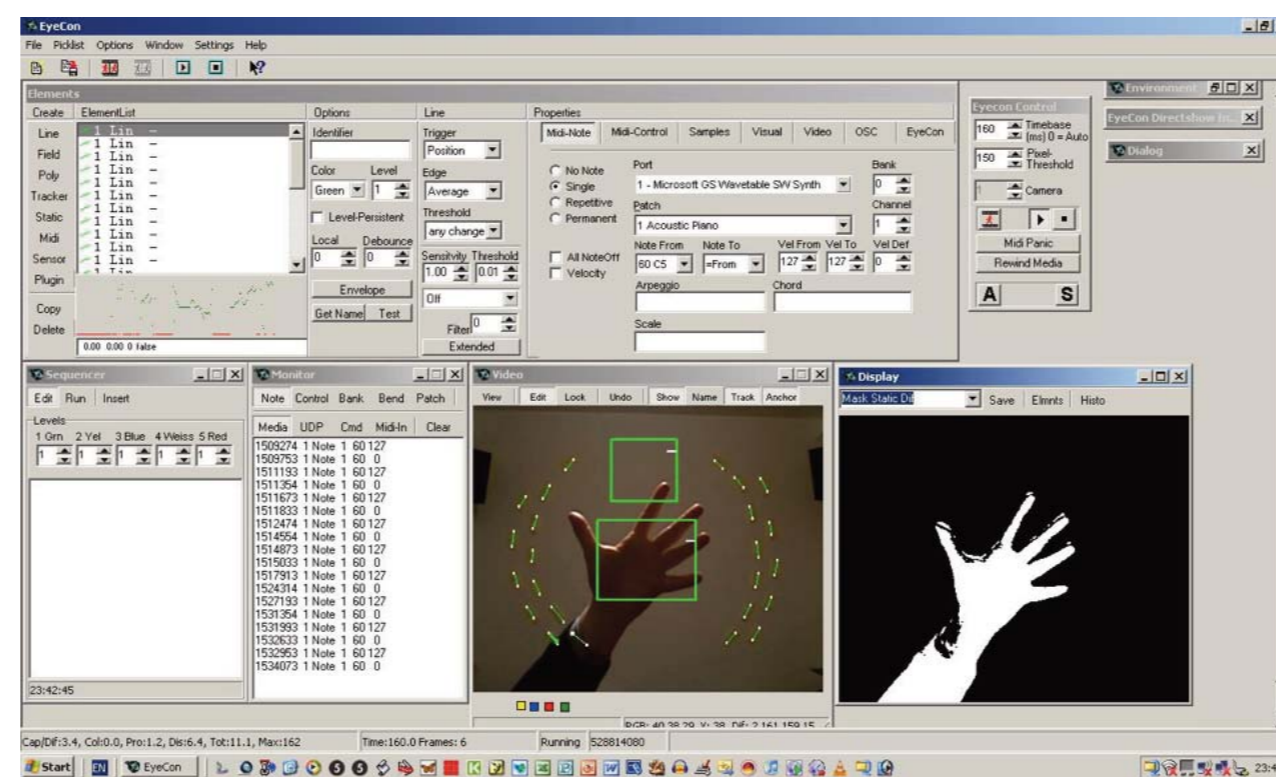 EyeCon
File Picklist Options Window Settings Help
Elements
Create ElementList Options Line Properties
Line
Field
Poly
Tracker
Static
Midi
Sensor
Plugin
Copy
Delete
1 Lin -
1 Lin -
1 Lin -
1 Lin -
1 Lin -
1 Lin -
1 Lin -
1 Lin -
1 Lin
0.00 0.00 0 false
Identifier
Color Level
Green 1
Level-Persistent
Local Debounce
0 0
Envelope
Get Name Test
Trigger
Position
Edge
Average
Threshold
any change
Sensitvity Threshold
1.00 0.01
Off
Filter 0
Extended
Midi-Note Midi-Control Samples Visual Video OSC EyeCon
No Note
Single
Repetitive
Permanent
All NoteOff
Velocity
Port Bank
1 - Microsoft GS Wavetable SW Synth 0
Patch Channel
1 Acoustic Piano 1
Note From Note To Vel From Vel To Vel Def
60 C5 =From 127 127 0
Arpeggio Chord
Scale
Eyecon Control
160 Timebase (ms) 0 = Auto
150 Pixel-Threshold
1 Camera
Midi Panic
Rewind Media
A S
Environment
EyeCon Directshow
Dialog
Sequencer
Edit Run Insert
Levels
1 Grn 2 Yel 3 Blue 4 Weiss 5 Red
1 1 1 1 1
23:42:45
Monitor
Note Control Bank Bend Patch
Media UDP Cmd Midi-In Clear
1509274 1 Note 1 60 127
1509753 1 Note 1 60 0
1511193 1 Note 1 60 127
1511354 1 Note 1 60 0
1511673 1 Note 1 60 127
1511833 1 Note 1 60 0
1512474 1 Note 1 60 127
1514554 1 Note 1 60 0
1514873 1 Note 1 60 127
1515033 1 Note 1 60 0
1517913 1 Note 1 60 127
1524314 1 Note 1 60 0
1527193 1 Note 1 60 127
1531354 1 Note 1 60 0
1531993 1 Note 1 60 127
1532633 1 Note 1 60 0
1532953 1 Note 1 60 127
1534073 1 Note 1 60 0
Video
View Edit Lock Undo Show Name Track Anchor
RGB: 40 38 29 Y: 38 Dif: 2 161 159 15
Display
Mask Static Dif Save Elmnts Histo
Cap/Dif:3.4, Col:0.0, Pro:1.2, Dis:6.4, Tot:11.1, Max:162 Time:160.0 Frames: 6 Running 528814080
Start EN EyeCon 23:4